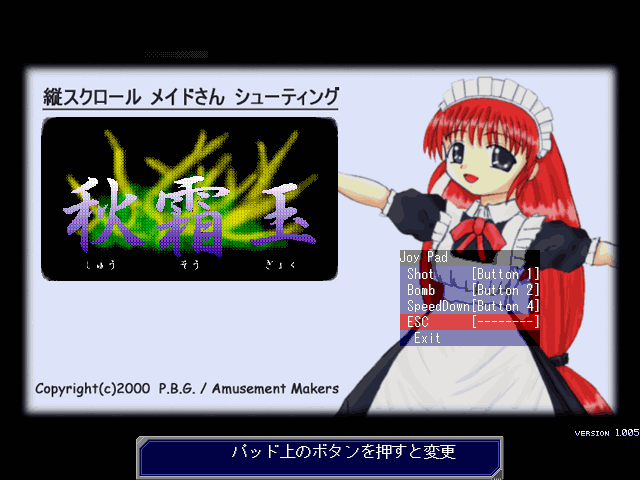 縦スクロール メイドさん シューティング
秋霜玉
しゅう そう ぎょく
Joy Pad
Shot [Button 1]
Bomb [Button 2]
SpeedDown[Button 4]
ESC [--------]
Exit
Copyright(c)2000 P.B.G. / Amusement Makers
VERSION 1.005
パッド上のボタンを押すと変更